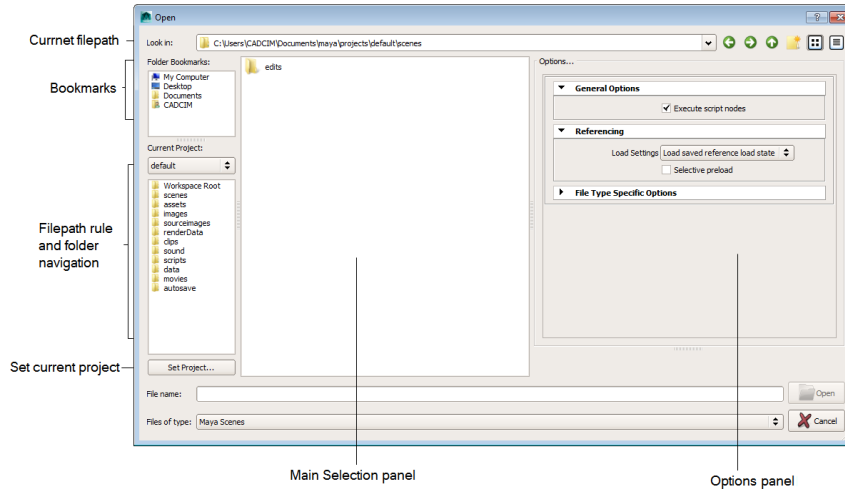 Open
Currnet filepath
Look in: C:\Users\CADCIM\Documents\maya\projects\default\scenes
Folder Bookmarks:
Bookmarks
My Computer
Desktop
Documents
CADCIM
Current Project:
default
Filepath rule
and folder
navigation
Workspace Root
scenes
assets
images
sourceimages
renderData
clips
sound
scripts
data
movies
autosave
Set current project
Set Project...
edits
Options...
General Options
Execute script nodes
Referencing
Load Settings Load saved reference load state
Selective preload
File Type Specific Options
File name:
Open
Files of type: Maya Scenes
Cancel
Main Selection panel
Options panel